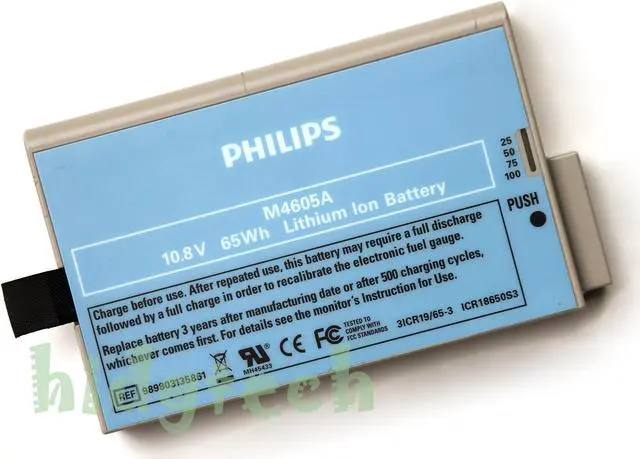 PHILIPS
M4605A
10.8V 65Wh Lithium Ion Battery
25
50
75
100
PUSH
Charge before use. After repeated use, this battery may require a full discharge
followed by a full charge in order to recalibrate the electronic fuel gauge.
Replace battery 3 years after manufacturing date or after 500 charging cycles,
whichever comes first. For details see the monitor's Instruction for Use.
REF 989803135861
MH45433
CE FC
TESTED TO
COMPLY WITH
FCC STANDARDS
3ICR19/65-3 ICR18650S3
hldgtech